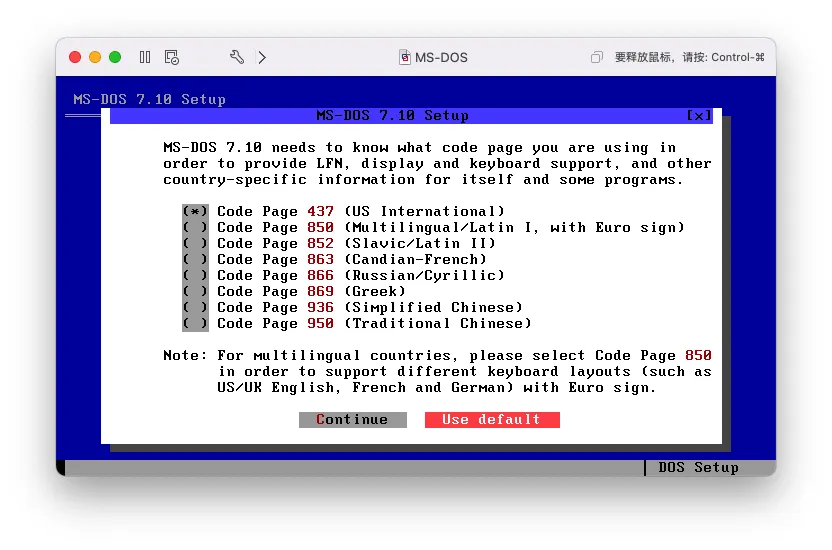 MS-DOS
要释放鼠标，请按: Control-⌘
MS-DOS 7.10 Setup
MS-DOS 7.10 Setup [x]
MS-DOS 7.10 needs to know what code page you are using in
order to provide LFN, display and keyboard support, and other
country-specific information for itself and some programs.
(*) Code Page 437 (US International)
( ) Code Page 850 (Multilingual/Latin I, with Euro sign)
( ) Code Page 852 (Slavic/Latin II)
( ) Code Page 863 (Candian-French)
( ) Code Page 866 (Russian/Cyrillic)
( ) Code Page 869 (Greek)
( ) Code Page 936 (Simplified Chinese)
( ) Code Page 950 (Traditional Chinese)
Note: For multilingual countries, please select Code Page 850
in order to support different keyboard layouts (such as
US/UK English, French and German) with Euro sign.
Continue Use default
DOS Setup